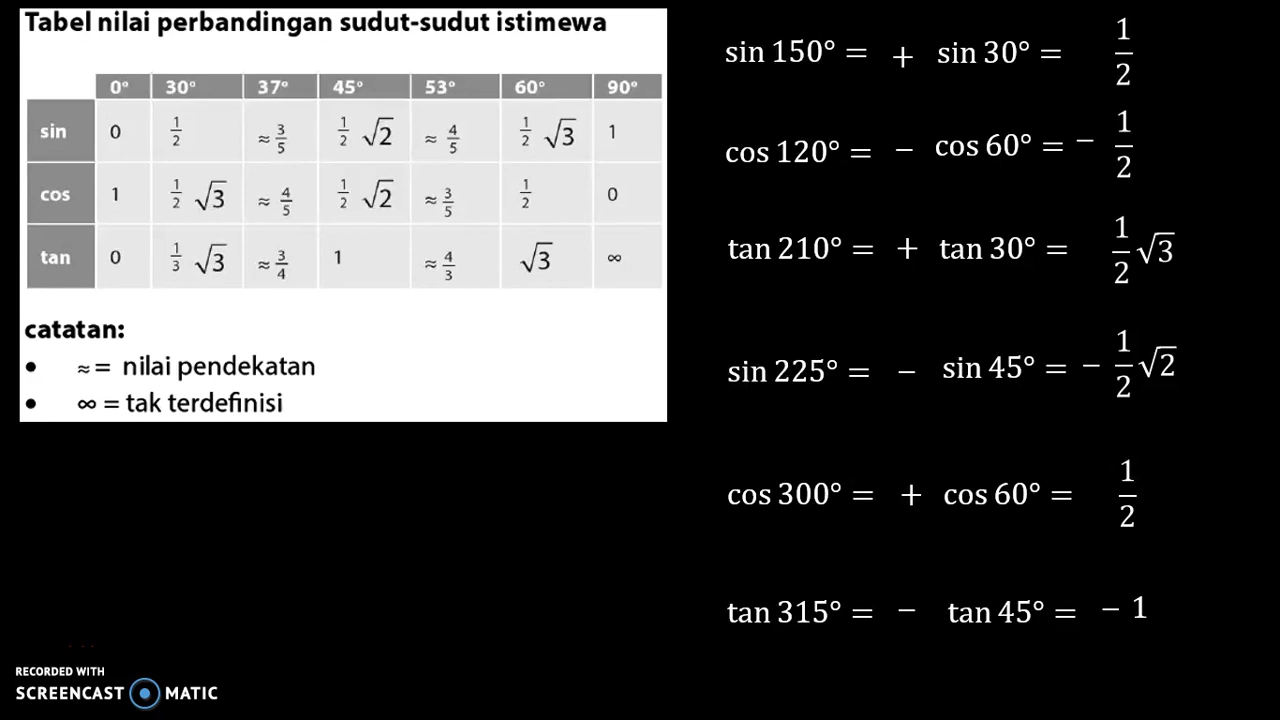 Tabel nilai perbandingan sudut-sudut istimewa
0° 30° 37° 45° 53° 60° 90°
sin 0 1/2 ≈ 3/5 1/2 √2 ≈ 4/5 1/2 √3 1
cos 1 1/2 √3 ≈ 4/5 1/2 √2 ≈ 3/5 1/2 0
tan 0 1/3 √3 ≈ 3/4 1 ≈ 4/3 √3 ∞
catatan:
• ≈ = nilai pendekatan
• ∞ = tak terdefinisi
sin 150° = + sin 30° = 1/2
cos 120° = − cos 60° = − 1/2
tan 210° = + tan 30° = 1/2 √3
sin 225° = − sin 45° = − 1/2 √2
cos 300° = + cos 60° = 1/2
tan 315° = − tan 45° = − 1
RECORDED WITH
SCREENCAST MATIC